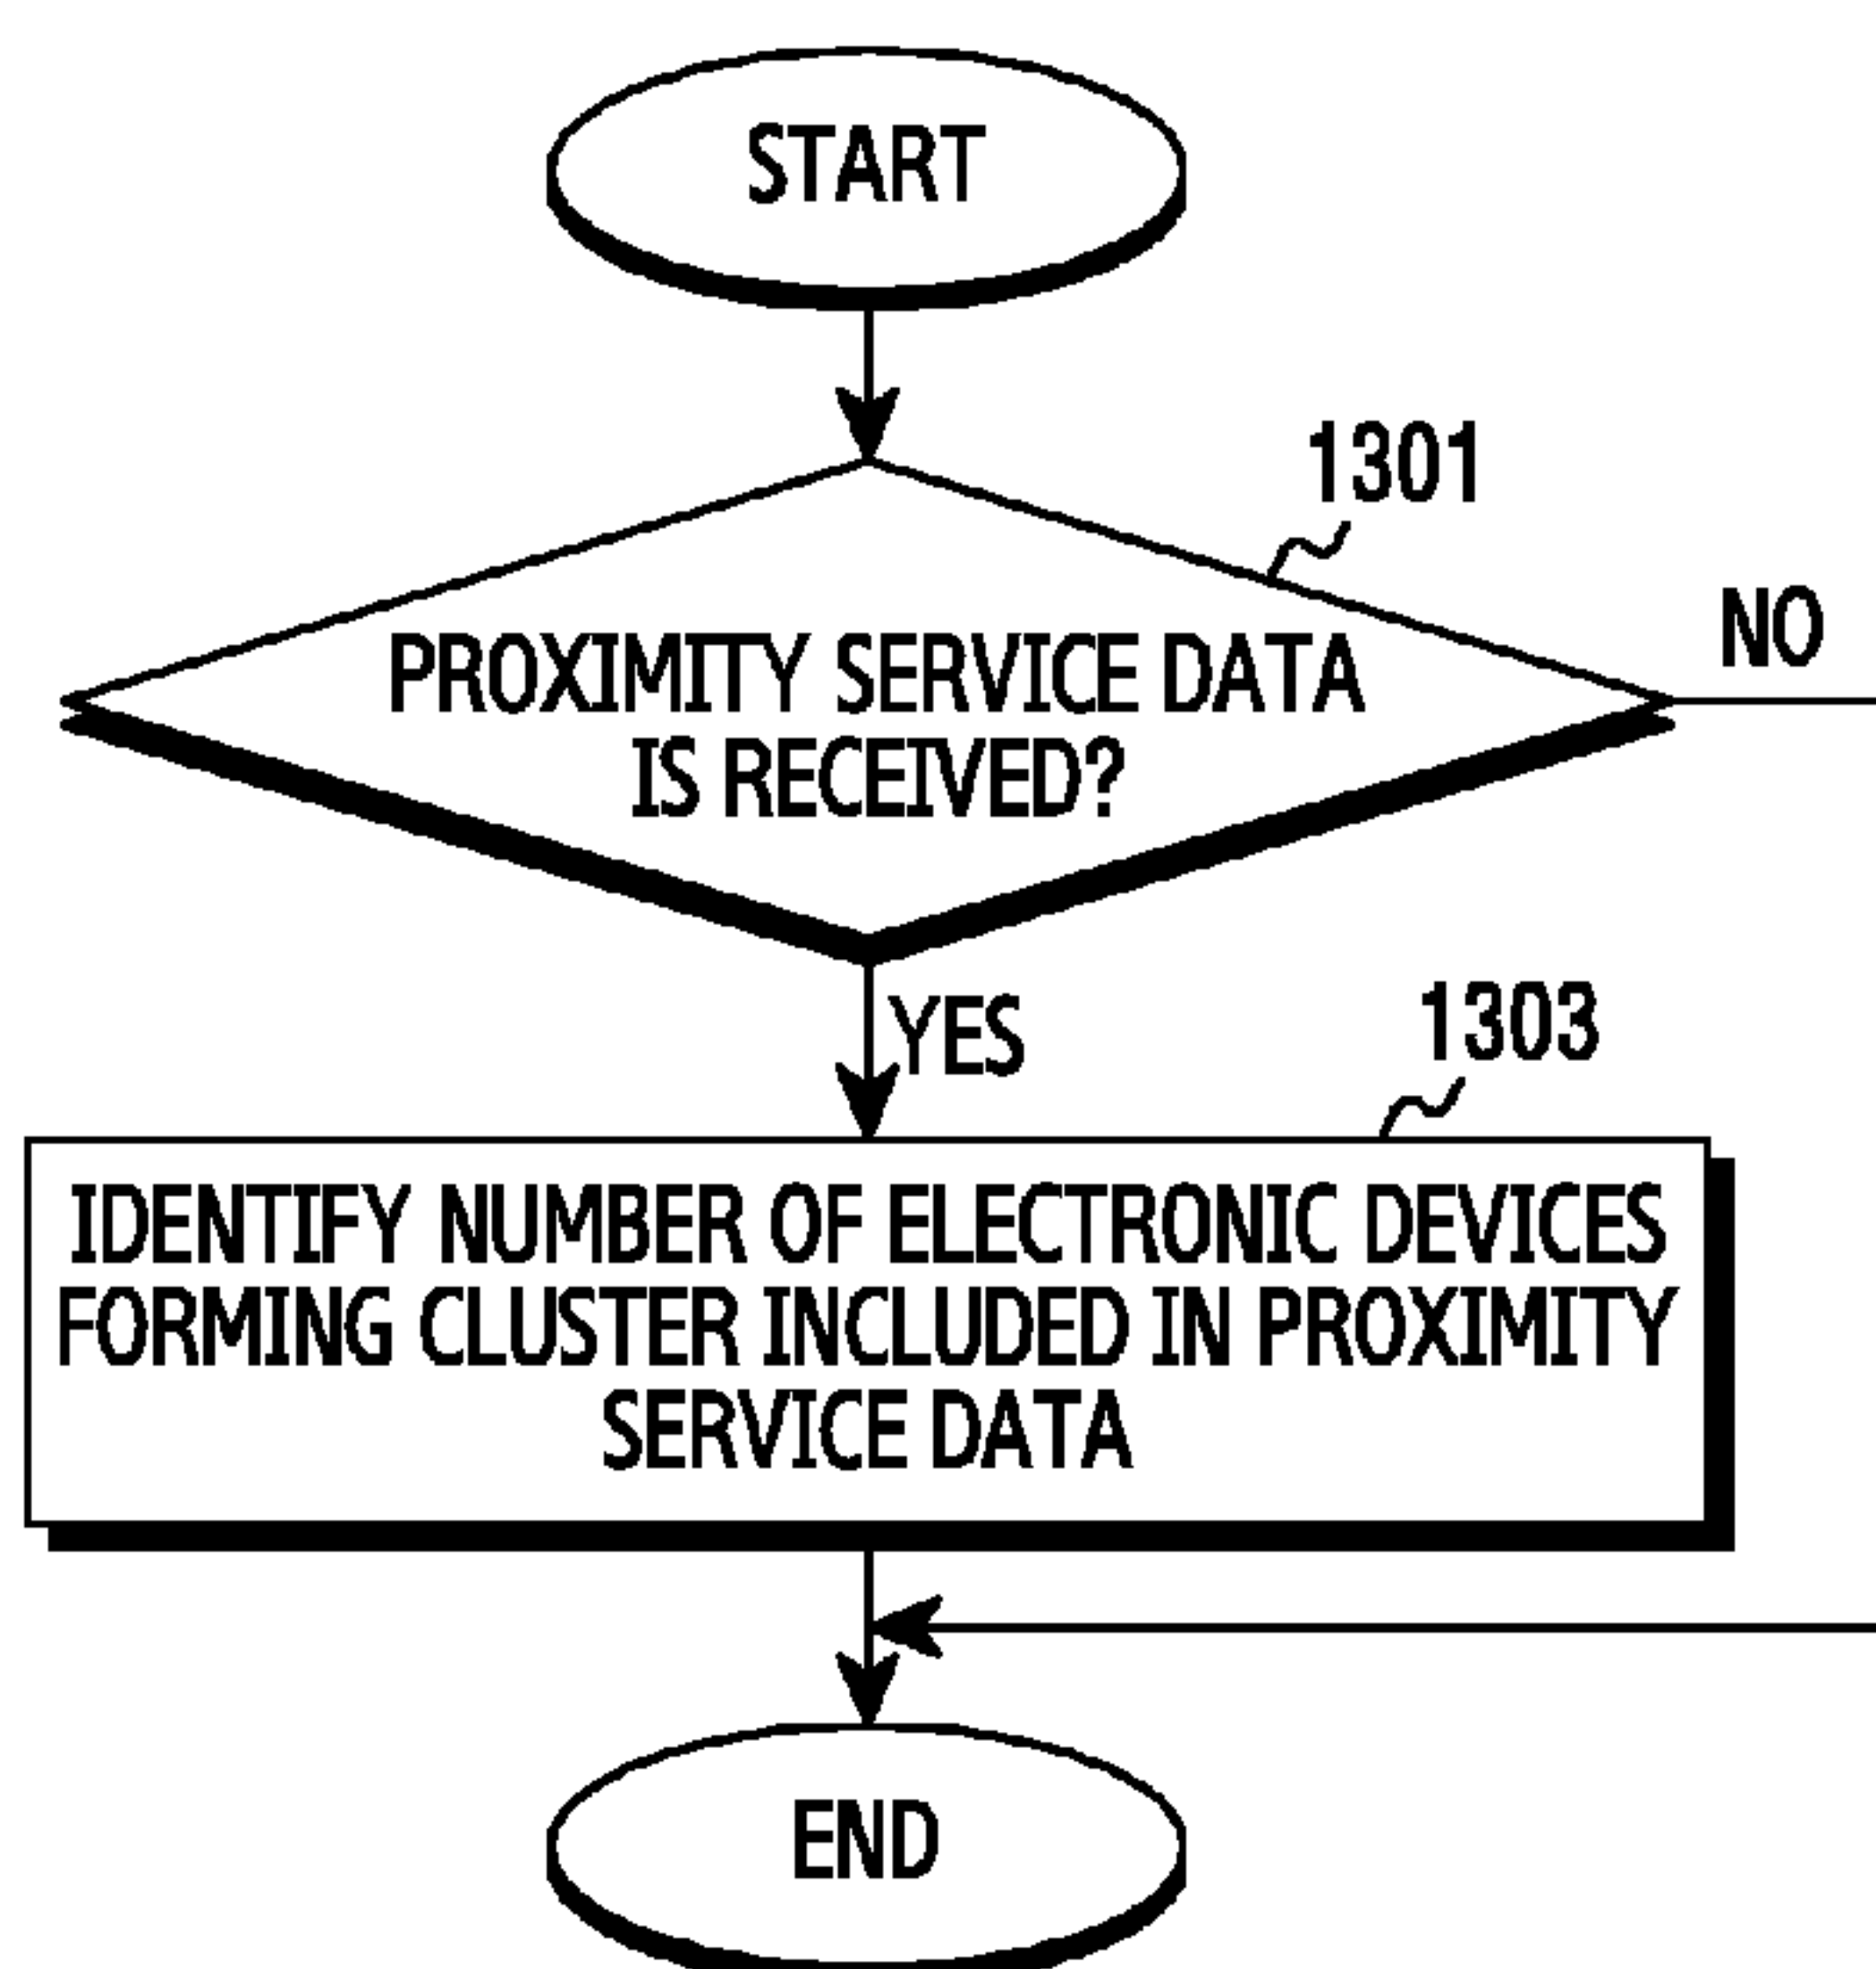 START
1301
PROXIMITY SERVICE DATA
IS RECEIVED?
NO
YES
1303
IDENTIFY NUMBER OF ELECTRONIC DEVICES
FORMING CLUSTER INCLUDED IN PROXIMITY
SERVICE DATA
END